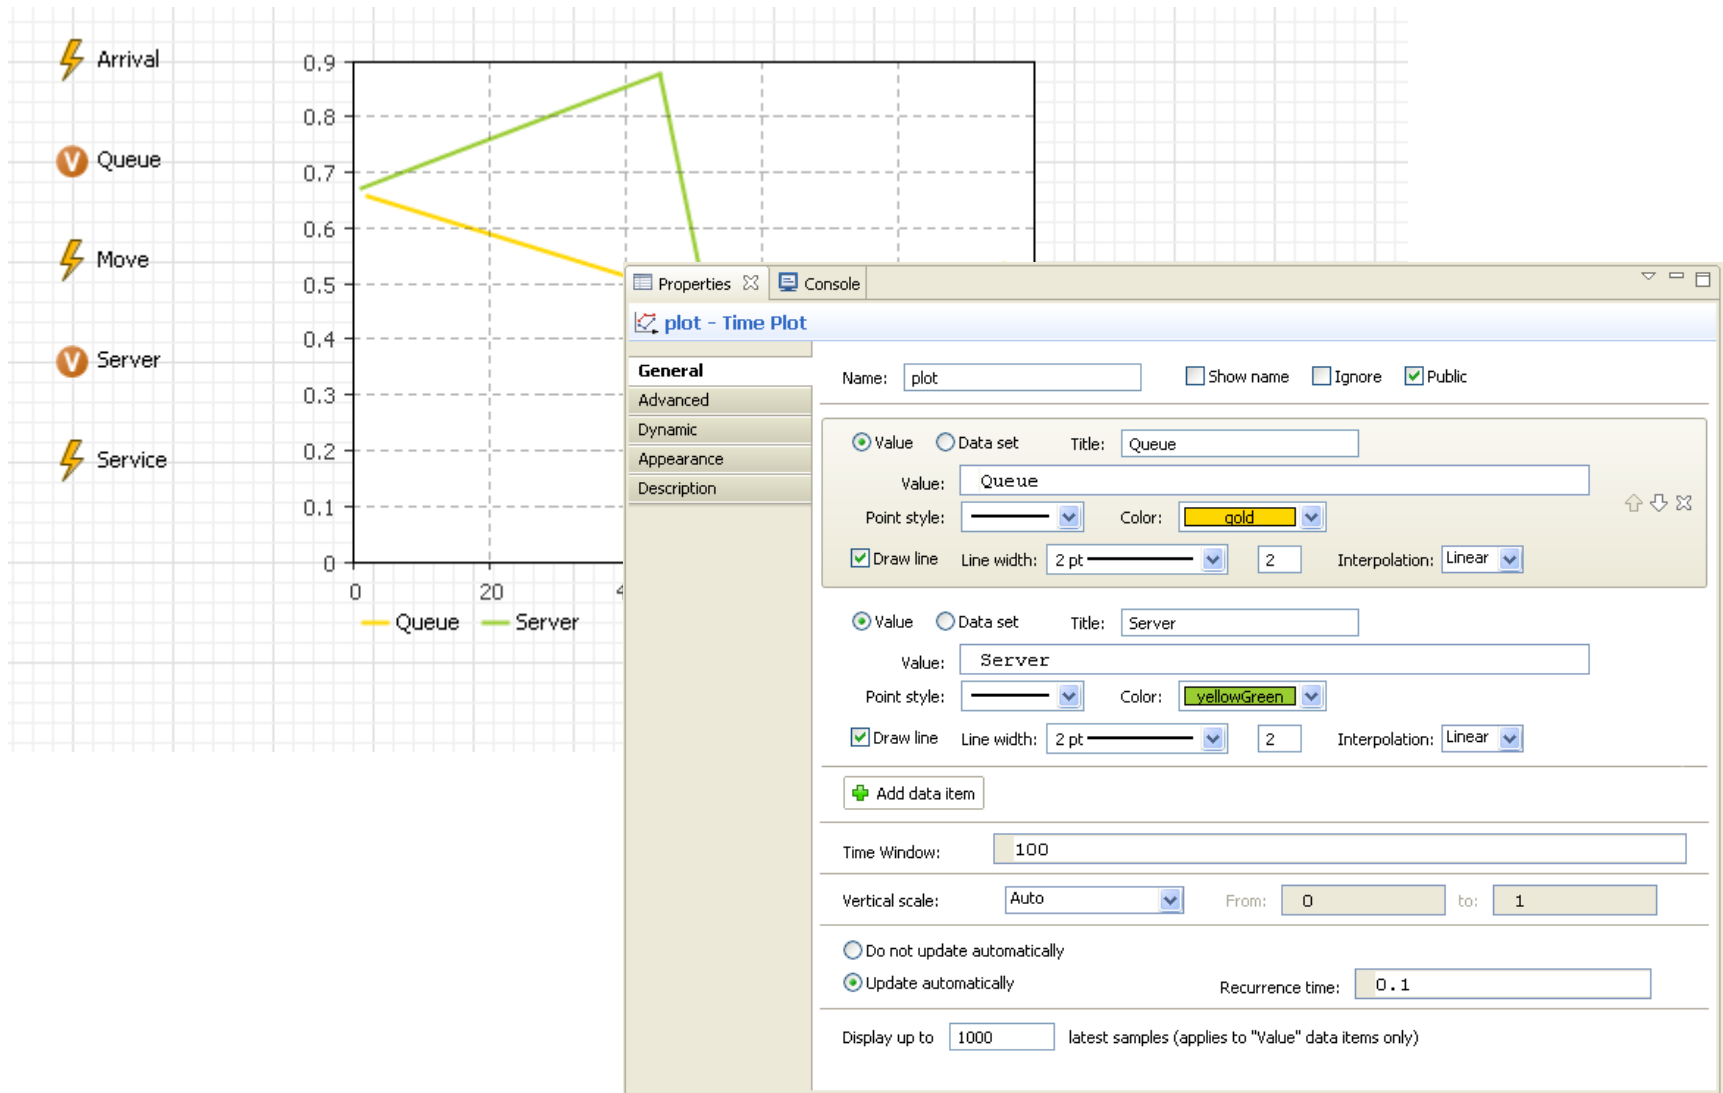 Arrival
Queue
Move
Server
Service
0.9
0.8
0.7
0.6
0.5
0.4
0.3
0.2
0.1
0
0 20 4
Queue Server
Properties Console
plot - Time Plot
General
Advanced
Dynamic
Appearance
Description
Name: plot Show name Ignore Public
Value Data set Title: Queue
Value: Queue
Point style: Color: gold
Draw line Line width: 2 pt 2 Interpolation: Linear
Value Data set Title: Server
Value: Server
Point style: Color: yellowGreen
Draw line Line width: 2 pt 2 Interpolation: Linear
Add data item
Time Window: 100
Vertical scale: Auto From: 0 to: 1
Do not update automatically
Update automatically Recurrence time: 0.1
Display up to 1000 latest samples (applies to "Value" data items only)